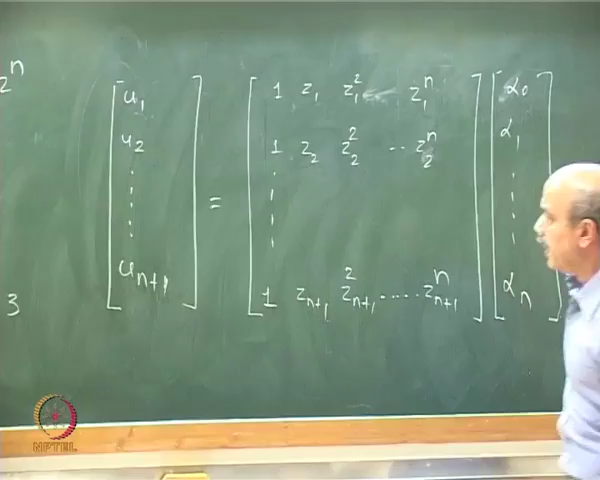 z^n
[u_1 u_2 ⋮ u_{n+1}] = [1 z_1 z_1^2 z_1^n] [α_0 α_1 ⋮ α_n]
1 z_2 z_2^2 .. z_2^n
⋮
1 z_{n+1} z_{n+1}^2 ..... z_{n+1}^n
3
NPTEL